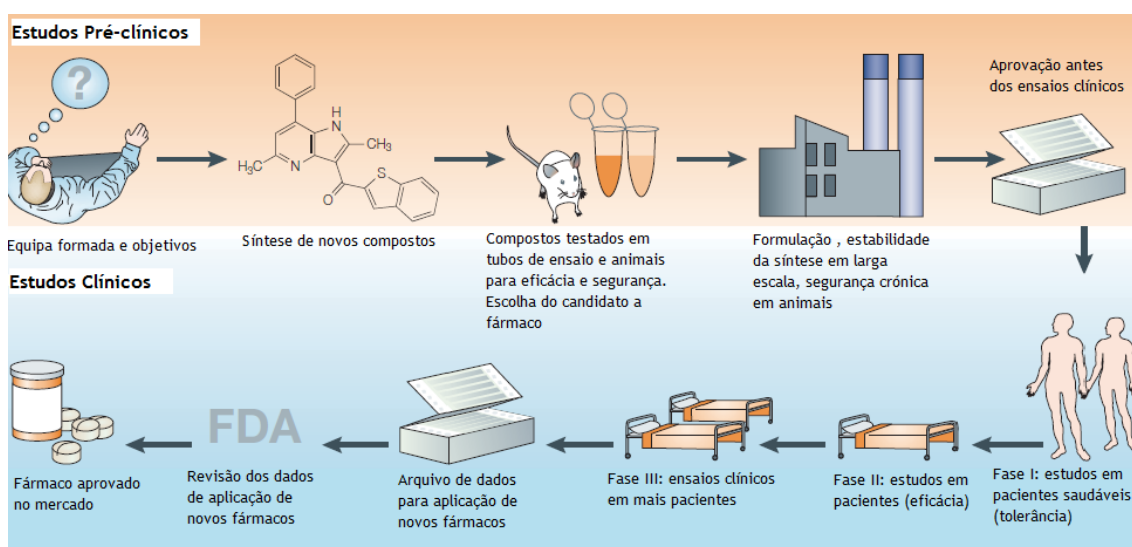 Estudos Pré-clínicos
?
NH
CH₃
H₃C
N
S
O
Aprovação antes
dos ensaios clínicos
Equipa formada e objetivos
Síntese de novos compostos
Compostos testados em
tubos de ensaio e animais
para eficácia e segurança.
Escolha do candidato a
fármaco
Formulação , estabilidade
da síntese em larga
escala, segurança crónica
em animais
Estudos Clínicos
Fármaco aprovado
no mercado
FDA
Revisão dos dados
de aplicação de
novos fármacos
Arquivo de dados
para aplicação de
novos fármacos
Fase III: ensaios clínicos
em mais pacientes
Fase II: estudos em
pacientes (eficácia)
Fase I: estudos em
pacientes saudáveis
(tolerância)